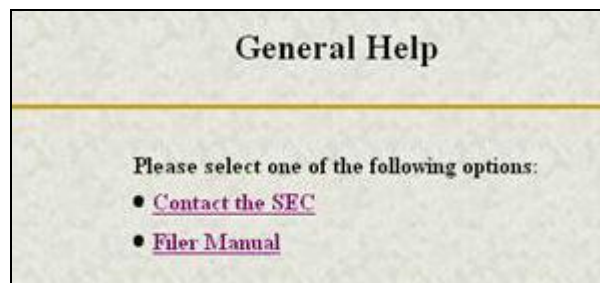 General Help
Please select one of the following options:
• Contact the SEC
• Filer Manual